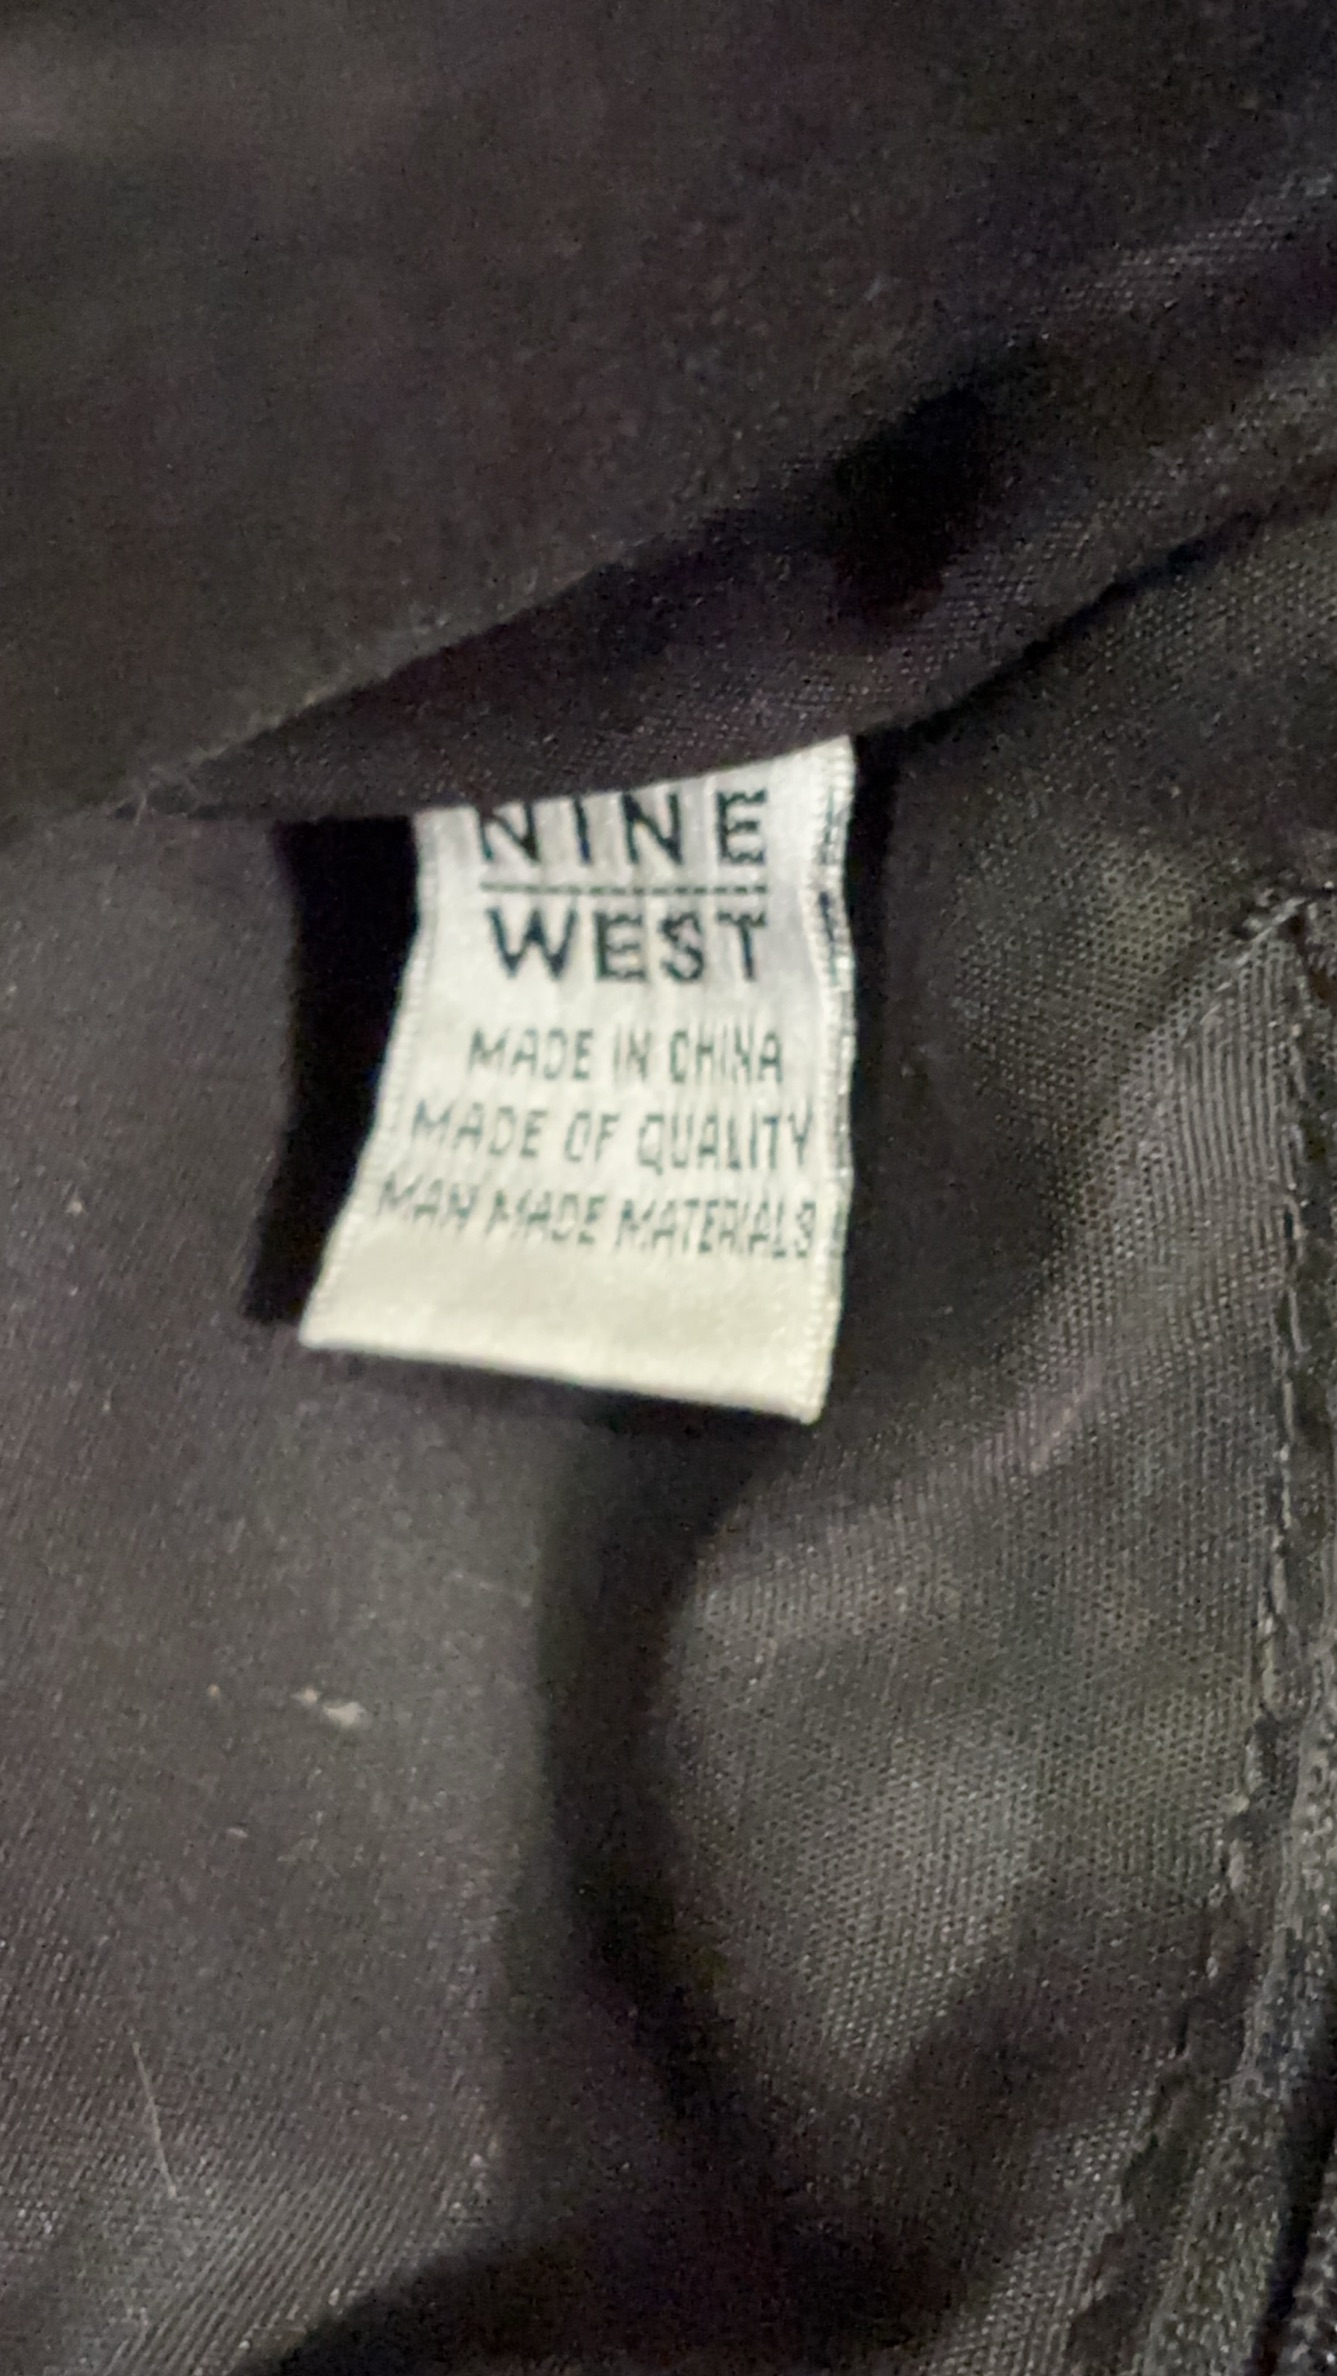 NINE
WEST
MADE IN CHINA
MADE OF QUALITY
MAN MADE MATERIALS